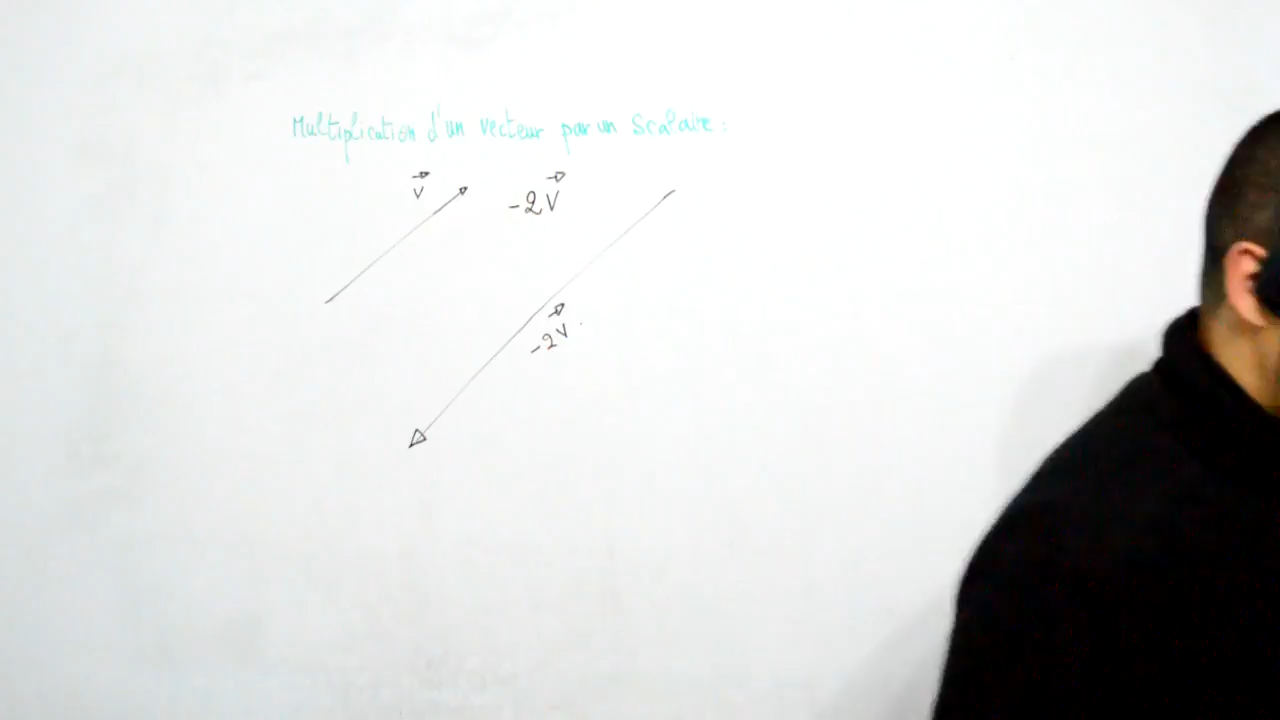 Multiplication d'un vecteur par un Scalaire :
v⃗
-2v⃗
-2v⃗